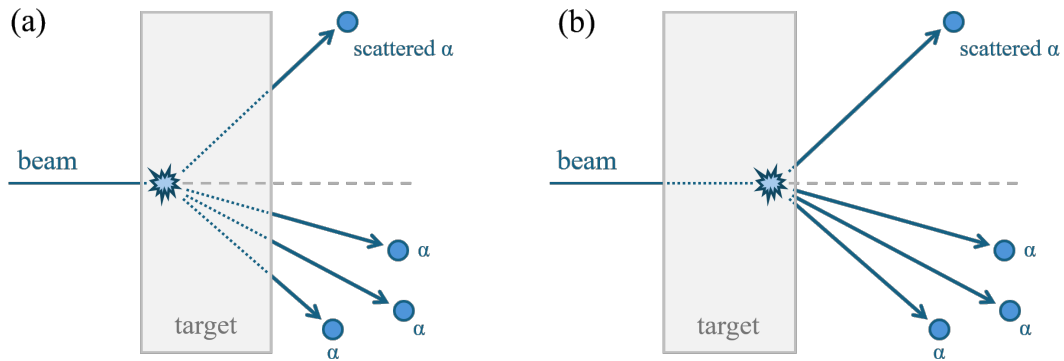 (a)
scattered α
beam
α
α
α
target
(b)
scattered α
beam
α
α
α
target